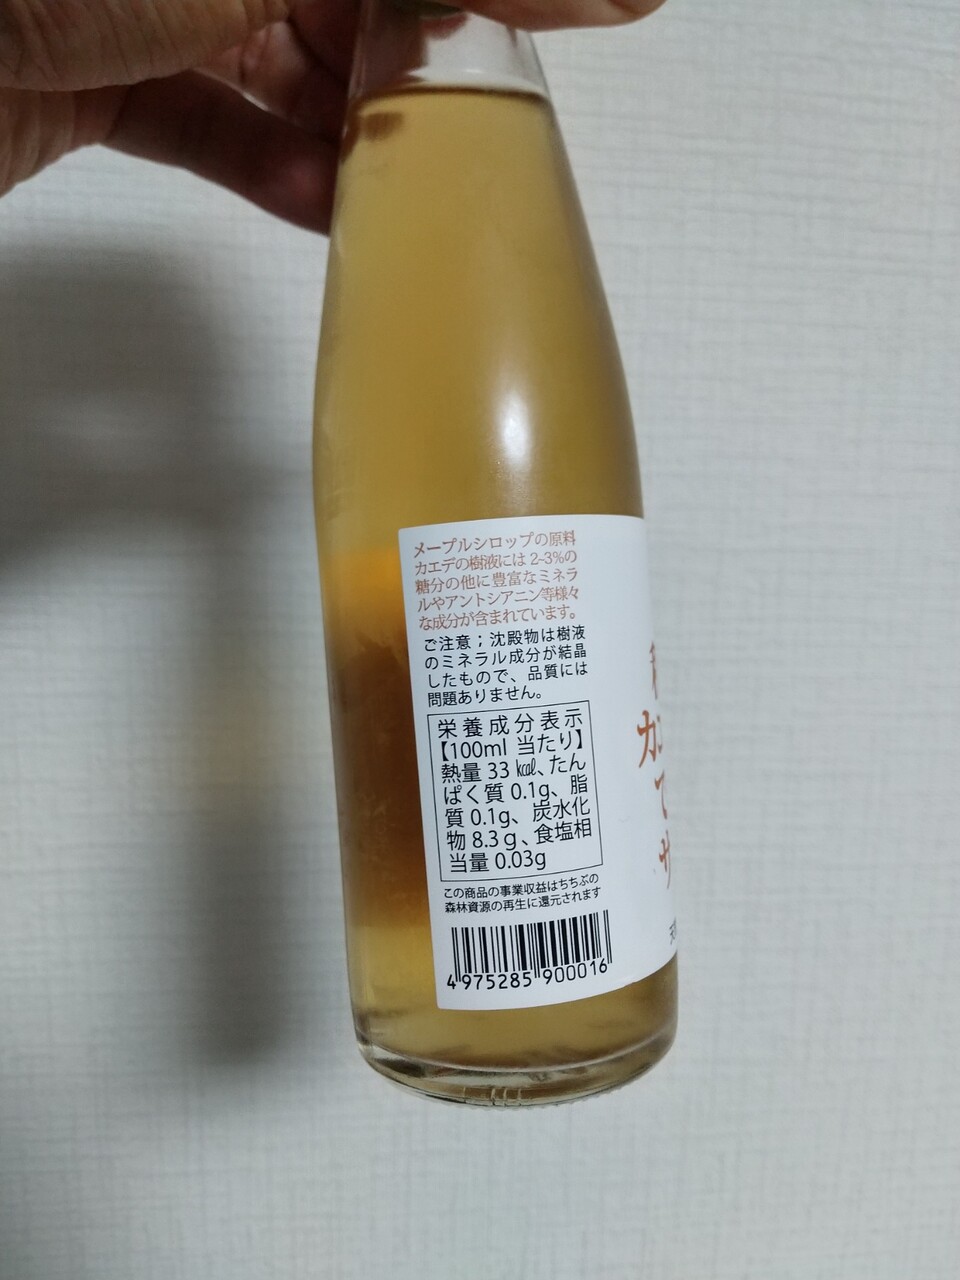 メープルシロップの原料
カエデの樹液には 2-3%の
糖分の他に豊富なミネラ
ルやアントシアニン等様々
な成分が含まれています。
ご注意；沈殿物は樹液
のミネラル成分が結晶
したもので、品質には
問題ありません。
栄養成分表示
【100ml 当たり】
熱量 33 ㎉、たん
ぱく質 0.1g、脂
質 0.1g、炭水化
物 8.3ｇ、食塩相
当量 0.03g
この商品の事業収益はちちぶの
森林資源の再生に還元されます
4 975285 900016
カ
で
サ